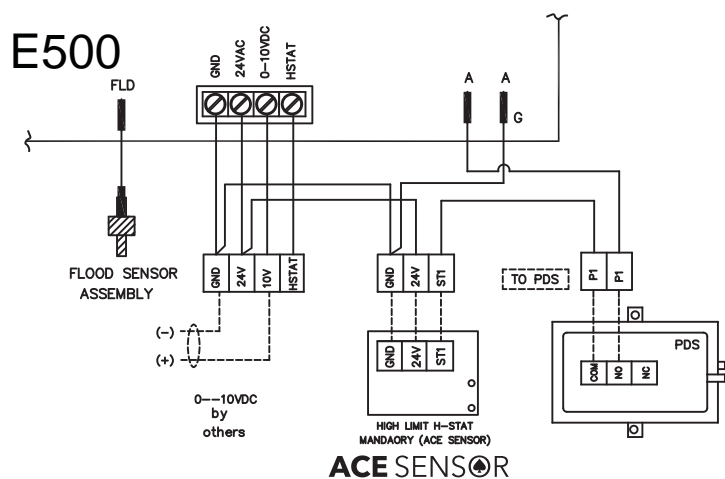 E500
FLD
GND
24VAC
0-10VDC
HSTAT
A
A
G
FLOOD SENSOR
ASSEMBLY
GND
24V
10V
HSTAT
GND
24V
ST1
TO PDS
P1
P1
(-)
(+)
0--10VDC
by
others
GND
24V
ST1
HIGH LIMIT H-STAT
MANDAORY (ACE SENSOR)
PDS
COM
NO
NC
ACE SENSOR